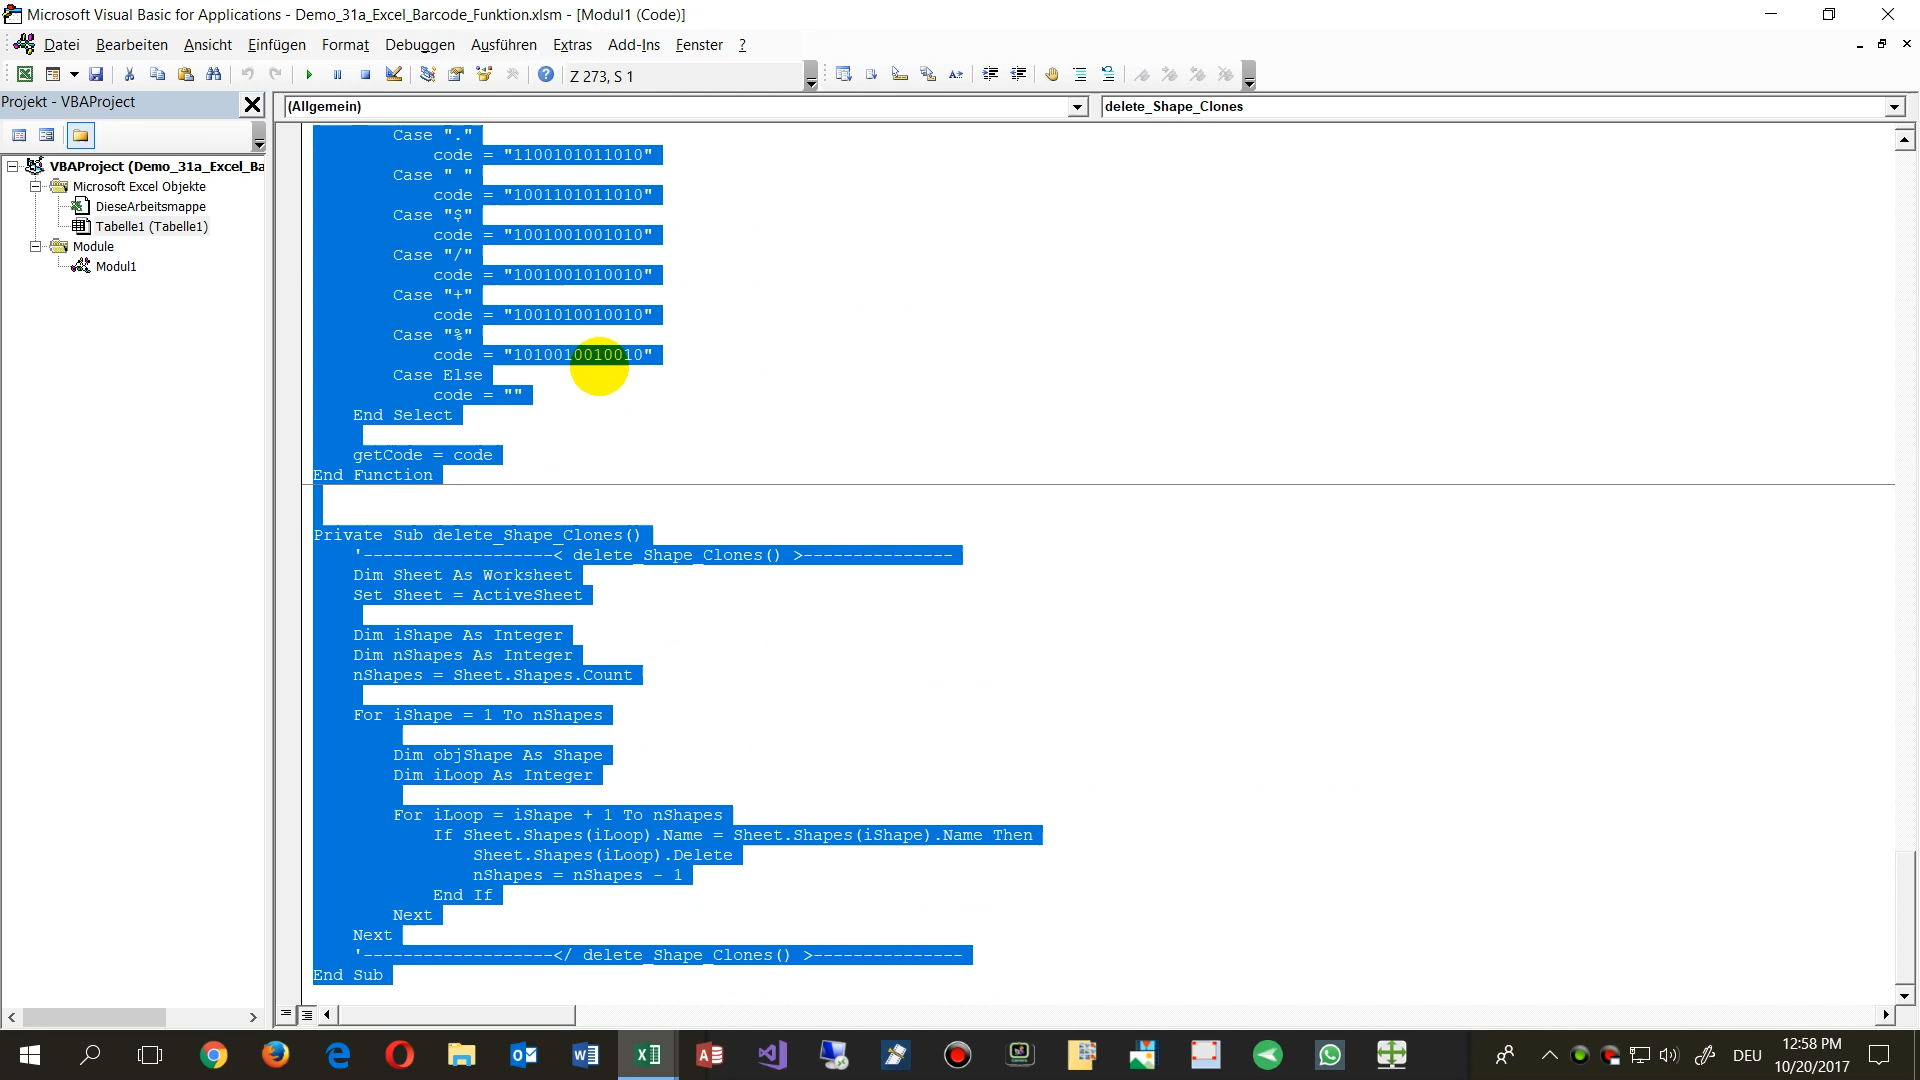 Microsoft Visual Basic for Applications - Demo_31a_Excel_Barcode_Funktion.xlsm - [Modul1 (Code)]
Datei Bearbeiten Ansicht Einfügen Format Debuggen Ausführen Extras Add-Ins Fenster ?
Z 273, S 1
Projekt - VBAProject
(Allgemein)
delete_Shape_Clones
VBAProject (Demo_31a_Excel_Ba
Microsoft Excel Objekte
DieseArbeitsmappe
Tabelle1 (Tabelle1)
Module
Modul1
Case "."
code = "1100101011010"
Case " "
code = "1001101011010"
Case "$"
code = "1001001001010"
Case "/"
code = "1001001010010"
Case "+"
code = "1001010010010"
Case "%"
code = "1010010010010"
Case Else
code = ""
End Select
getCode = code
End Function
Private Sub delete_Shape_Clones()
'-------------------< delete_Shape_Clones() >---------------
Dim Sheet As Worksheet
Set Sheet = ActiveSheet
Dim iShape As Integer
Dim nShapes As Integer
nShapes = Sheet.Shapes.Count
For iShape = 1 To nShapes
Dim objShape As Shape
Dim iLoop As Integer
For iLoop = iShape + 1 To nShapes
If Sheet.Shapes(iLoop).Name = Sheet.Shapes(iShape).Name Then
Sheet.Shapes(iLoop).Delete
nShapes = nShapes - 1
End If
Next
Next
'-------------------</ delete_Shape_Clones() >---------------
End Sub
DEU
12:58 PM
10/20/2017